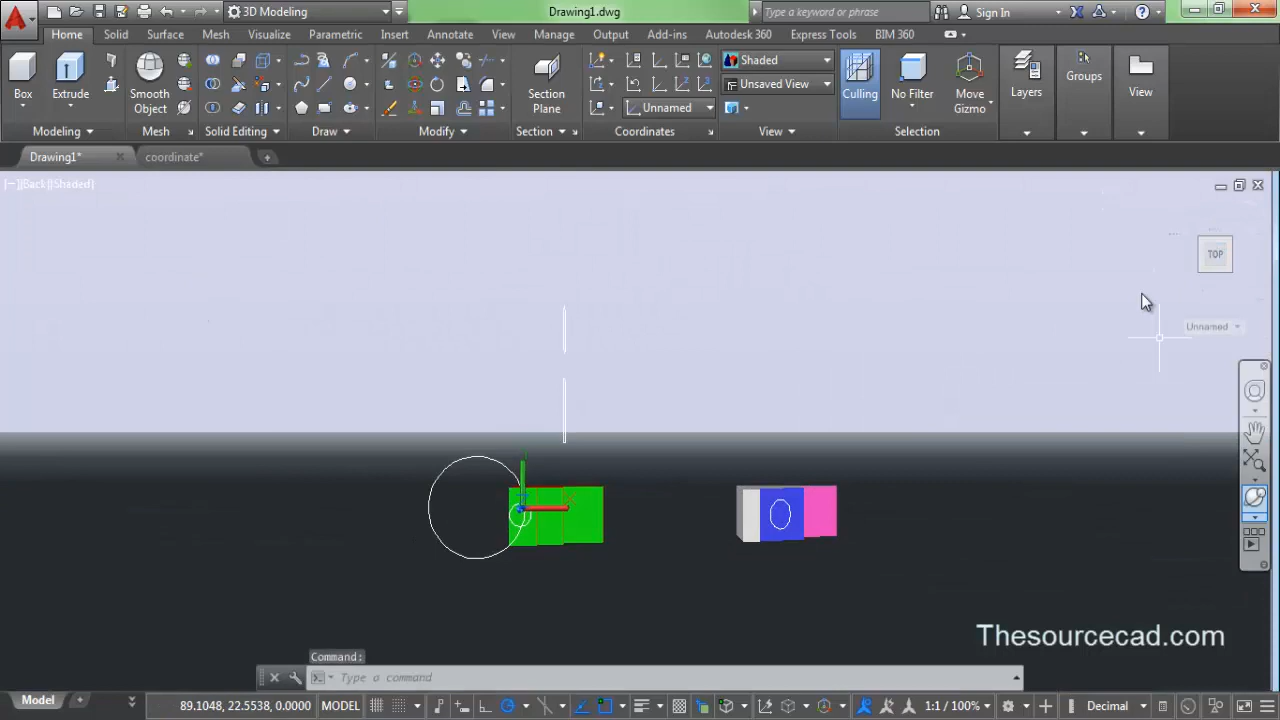 3D Modeling
Drawing1.dwg
Type a keyword or phrase
Sign In
Home Solid Surface Mesh Visualize Parametric Insert Annotate View Manage Output Add-ins Autodesk 360 Express Tools BIM 360
Box
Extrude
Smooth
Object
Section
Plane
Unnamed
Shaded
Unsaved View
Culling
No Filter
Move
Gizmo
Layers
Groups
View
Modeling
Mesh
Solid Editing
Draw
Modify
Section
Coordinates
View
Selection
Drawing1*
coordinate*
[−][Back][Shaded]
TOP
Unnamed
X
Thesourcecad.com
Command:
Type a command
Model
89.1048, 22.5538, 0.0000
MODEL
1:1 / 100%
Decimal